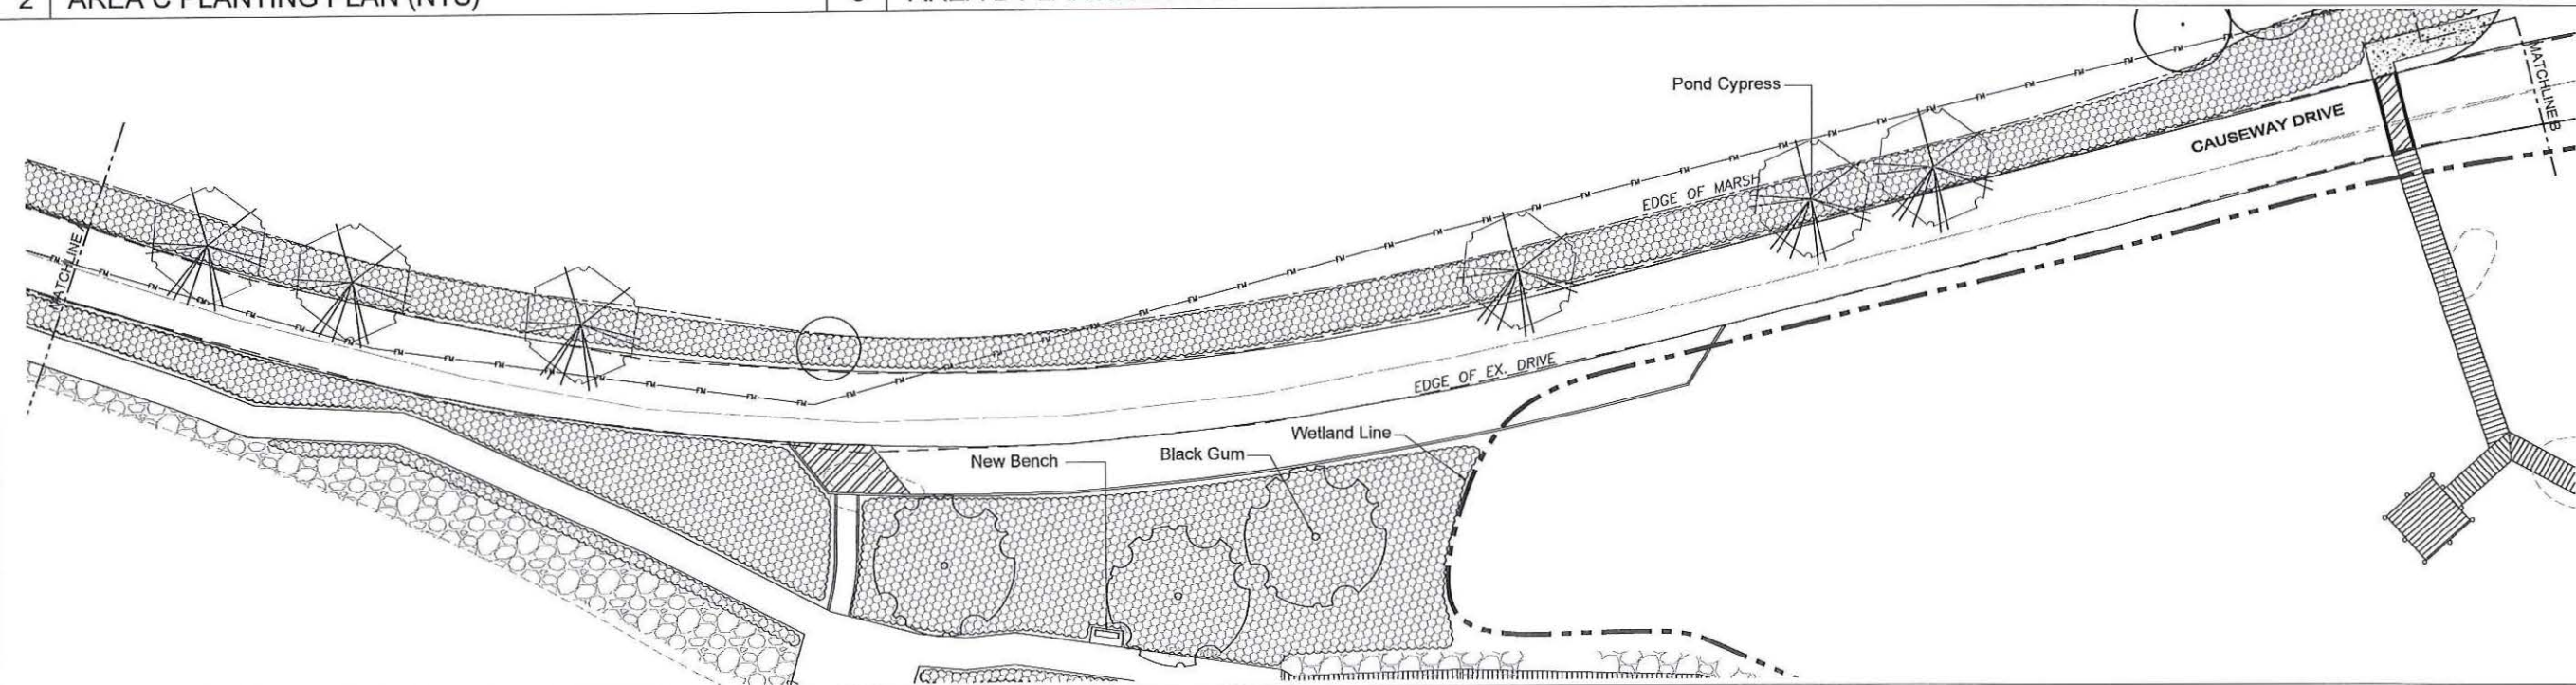 2 AREA C PLANTING PLAN (NTS)
Pond Cypress
MATCHLINE B
CAUSEWAY DRIVE
EDGE OF MARSH
MATCHLINE
EDGE OF EX. DRIVE
Wetland Line
Black Gum
New Bench